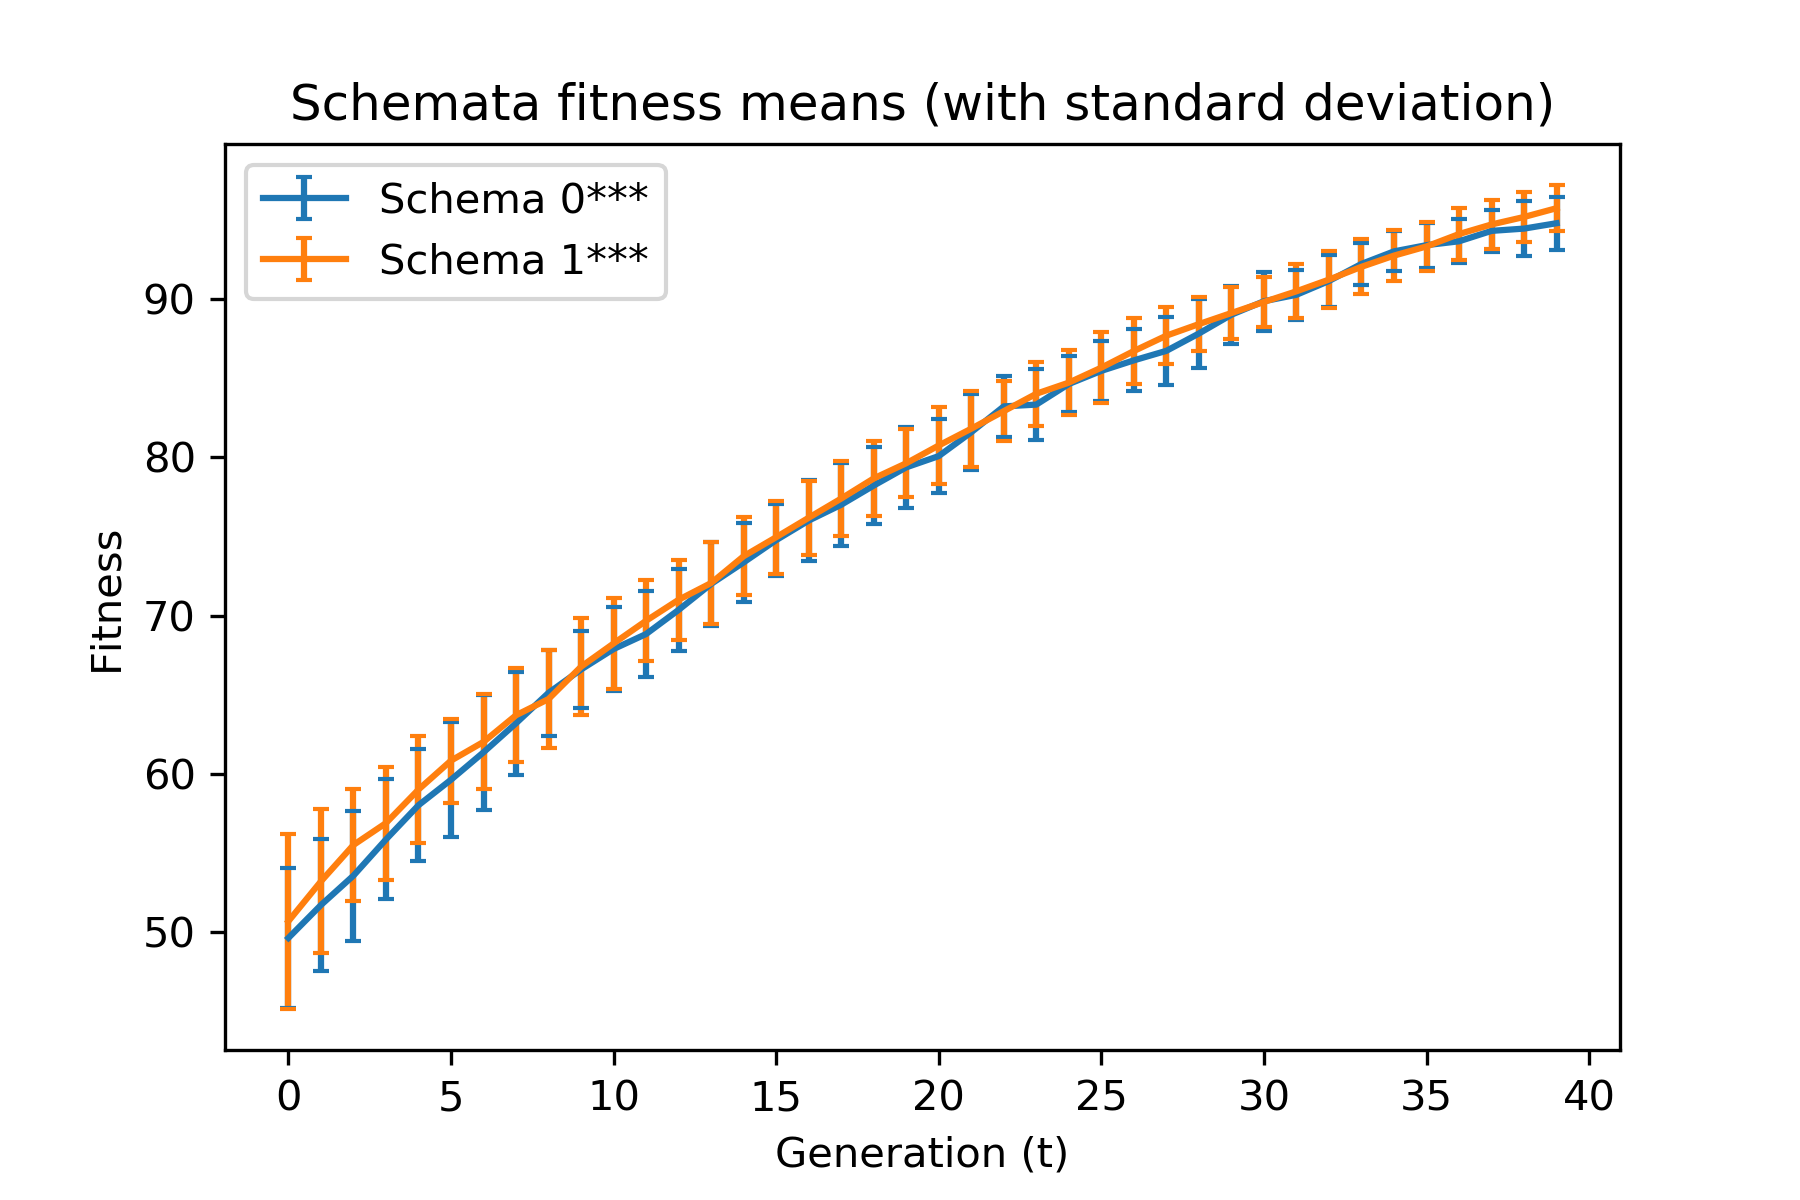 Schemata fitness means (with standard deviation)
Schema 0***
Schema 1***
90
80
70
60
50
Fitness
0 5 10 15 20 25 30 35 40
Generation (t)